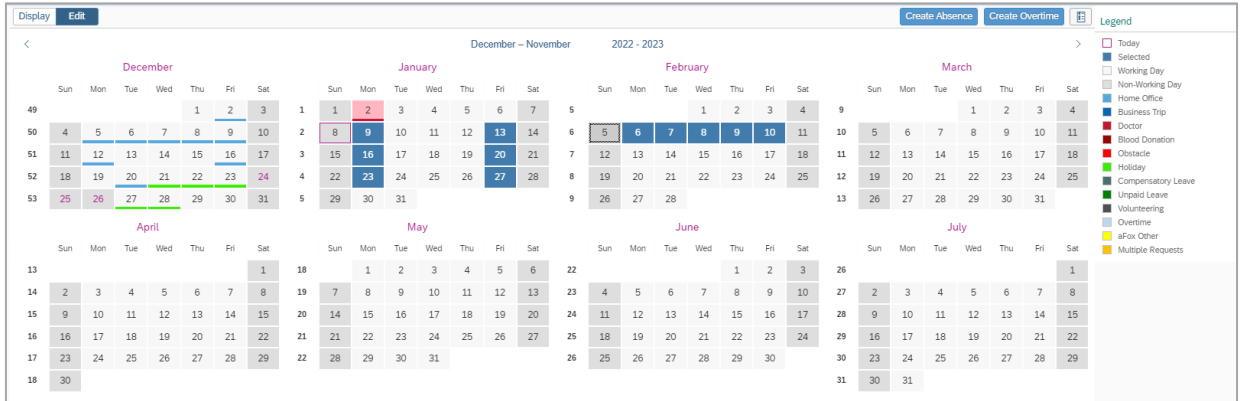 Display Edit Create Absence Create Overtime
< December – November 2022 - 2023 >
December January February March
Sun Mon Tue Wed Thu Fri Sat Sun Mon Tue Wed Thu Fri Sat Sun Mon Tue Wed Thu Fri Sat Sun Mon Tue Wed Thu Fri Sat
49 1 2 3 1 1 2 3 4 5 6 7 5 1 2 3 4 9 1 2 3 4
50 4 5 6 7 8 9 10 2 8 9 10 11 12 13 14 6 5 6 7 8 9 10 11 10 5 6 7 8 9 10 11
51 11 12 13 14 15 16 17 3 15 16 17 18 19 20 21 7 12 13 14 15 16 17 18 11 12 13 14 15 16 17 18
52 18 19 20 21 22 23 24 4 22 23 24 25 26 27 28 8 19 20 21 22 23 24 25 12 19 20 21 22 23 24 25
53 25 26 27 28 29 30 31 5 29 30 31 9 26 27 28 13 26 27 28 29 30 31
April May June July
Sun Mon Tue Wed Thu Fri Sat Sun Mon Tue Wed Thu Fri Sat Sun Mon Tue Wed Thu Fri Sat Sun Mon Tue Wed Thu Fri Sat
13 1 18 1 2 3 4 5 6 22 1 2 3 26 1
14 2 3 4 5 6 7 8 19 7 8 9 10 11 12 13 23 4 5 6 7 8 9 10 27 2 3 4 5 6 7 8
15 9 10 11 12 13 14 15 20 14 15 16 17 18 19 20 24 11 12 13 14 15 16 17 28 9 10 11 12 13 14 15
16 16 17 18 19 20 21 22 21 21 22 23 24 25 26 27 25 18 19 20 21 22 23 24 29 16 17 18 19 20 21 22
17 23 24 25 26 27 28 29 22 28 29 30 31 26 25 26 27 28 29 30 30 23 24 25 26 27 28 29
18 30 31 30 31
Legend
Today
Selected
Working Day
Non-Working Day
Home Office
Business Trip
Doctor
Blood Donation
Obstacle
Holiday
Compensatory Leave
Unpaid Leave
Volunteering
Overtime
aFox Other
Multiple Requests